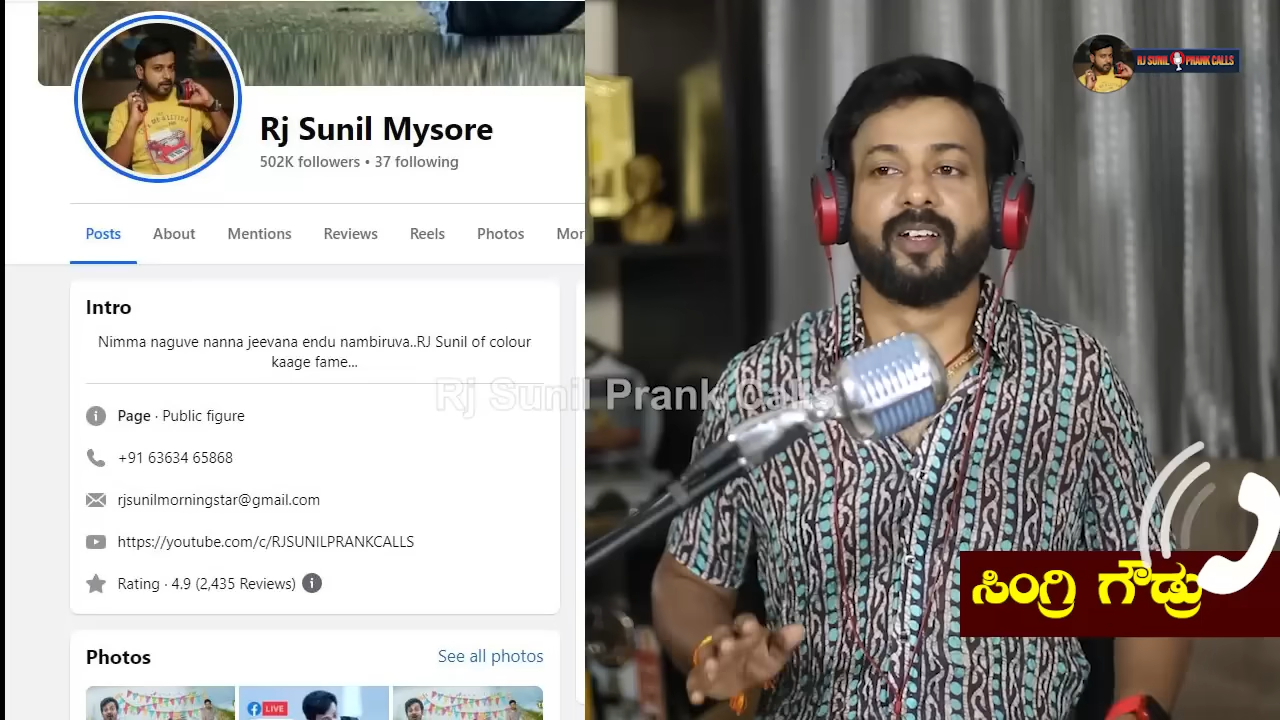 Rj Sunil Mysore
502K followers • 37 following
Posts About Mentions Reviews Reels Photos Mor
Intro
Nimma naguve nanna jeevana endu nambiruva..RJ Sunil of colour
kaage fame...
Page · Public figure
+91 63634 65868
rjsunilmorningstar@gmail.com
https://youtube.com/c/RJSUNILPRANKCALLS
Rating · 4.9 (2,435 Reviews)
Photos See all photos
LIVE
RJ SUNIL PRANK CALLS
Rj Sunil Prank Calls
ಸಿಂಗ್ರಿ ಗೌಡ್ರು